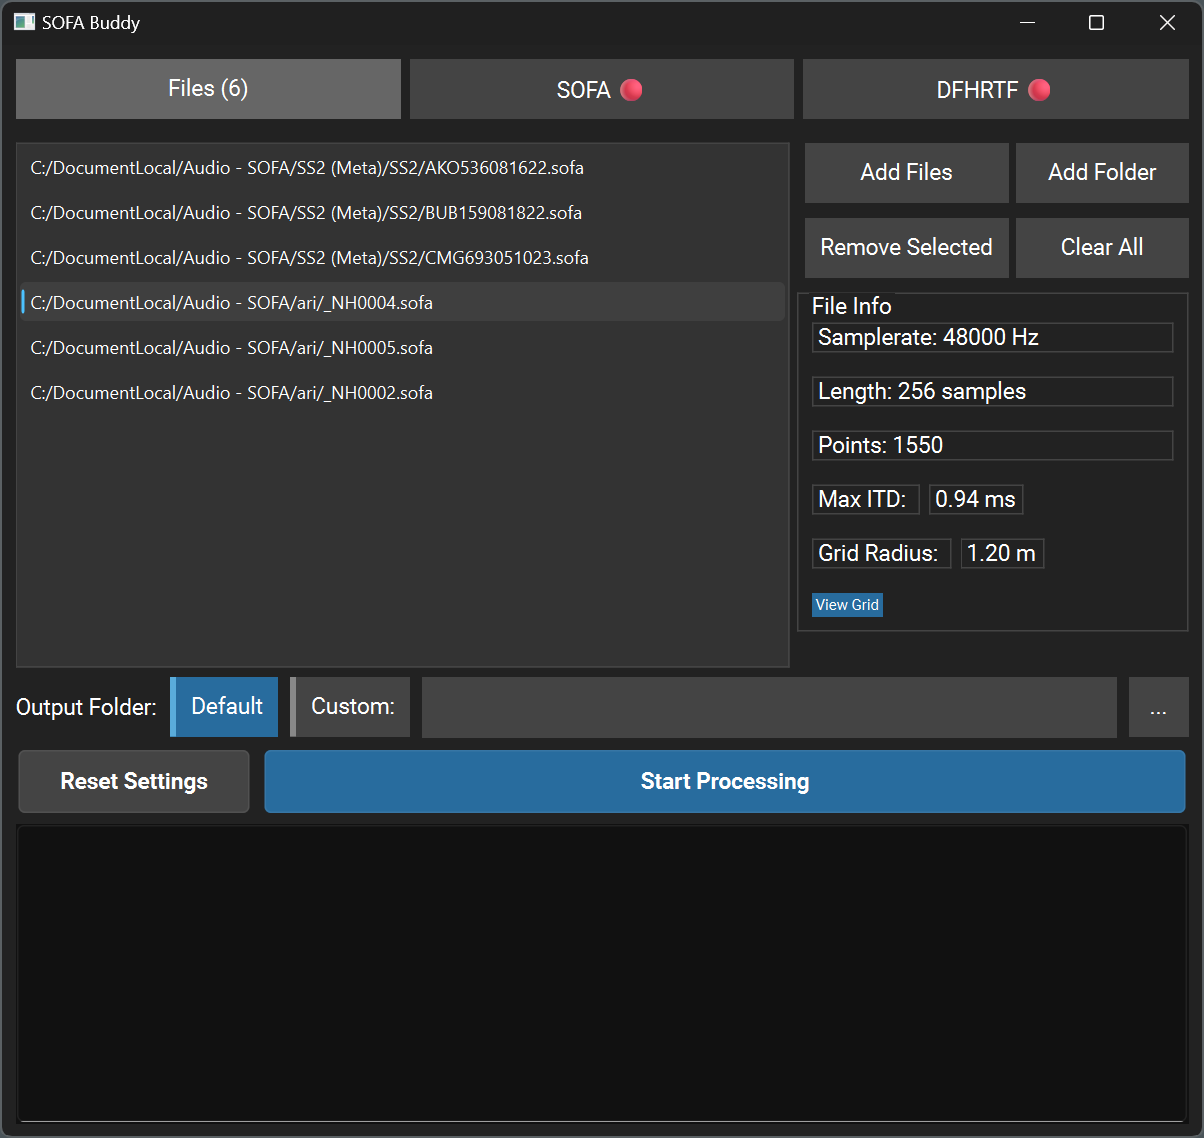 SOFA Buddy
Files (6)
SOFA
DFHRTF
C:/DocumentLocal/Audio - SOFA/SS2 (Meta)/SS2/AKO536081622.sofa
C:/DocumentLocal/Audio - SOFA/SS2 (Meta)/SS2/BUB159081822.sofa
C:/DocumentLocal/Audio - SOFA/SS2 (Meta)/SS2/CMG693051023.sofa
C:/DocumentLocal/Audio - SOFA/ari/_NH0004.sofa
C:/DocumentLocal/Audio - SOFA/ari/_NH0005.sofa
C:/DocumentLocal/Audio - SOFA/ari/_NH0002.sofa
Add Files
Add Folder
Remove Selected
Clear All
File Info
Samplerate: 48000 Hz
Length: 256 samples
Points: 1550
Max ITD: 0.94 ms
Grid Radius: 1.20 m
View Grid
Output Folder:
Default
Custom:
...
Reset Settings
Start Processing